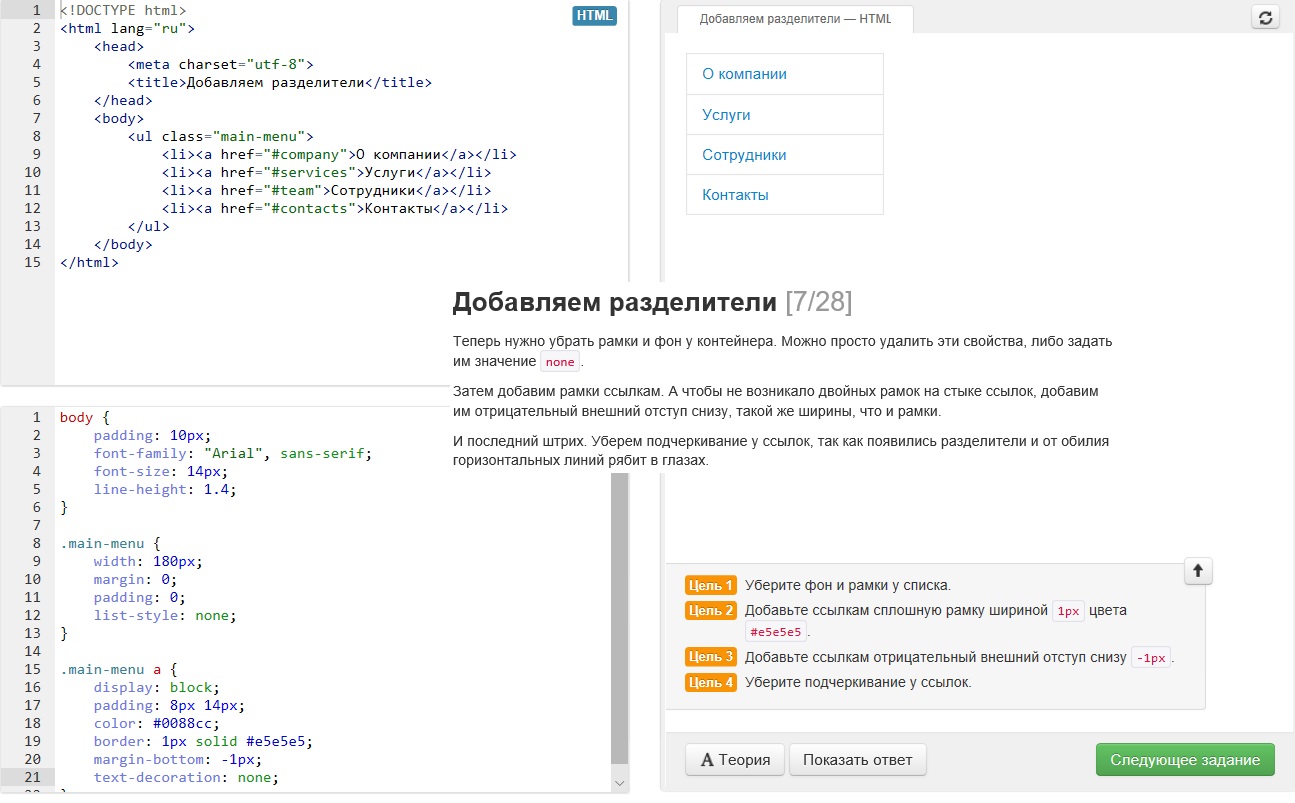 1 <!DOCTYPE html>
2 <html lang="ru">
3 <head>
4 <meta charset="utf-8">
5 <title>Добавляем разделители</title>
6 </head>
7 <body>
8 <ul class="main-menu">
9 <li><a href="#company">О компании</a></li>
10 <li><a href="#services">Услуги</a></li>
11 <li><a href="#team">Сотрудники</a></li>
12 <li><a href="#contacts">Контакты</a></li>
13 </ul>
14 </body>
15 </html>
HTML
Добавляем разделители — HTML
О компании
Услуги
Сотрудники
Контакты
Добавляем разделители [7/28]
Теперь нужно убрать рамки и фон у контейнера. Можно просто удалить эти свойства, либо задать
им значение none.
Затем добавим рамки ссылкам. А чтобы не возникало двойных рамок на стыке ссылок, добавим
им отрицательный внешний отступ снизу, такой же ширины, что и рамки.
И последний штрих. Уберем подчеркивание у ссылок, так как появились разделители и от обилия
горизонтальных линий рябит в глазах.
1 body {
2 padding: 10px;
3 font-family: "Arial", sans-serif;
4 font-size: 14px;
5 line-height: 1.4;
6 }
7
8 .main-menu {
9 width: 180px;
10 margin: 0;
11 padding: 0;
12 list-style: none;
13 }
14
15 .main-menu a {
16 display: block;
17 padding: 8px 14px;
18 color: #0088cc;
19 border: 1px solid #e5e5e5;
20 margin-bottom: -1px;
21 text-decoration: none;
Цель 1 Уберите фон и рамки у списка.
Цель 2 Добавьте ссылкам сплошную рамку шириной 1px цвета
#e5e5e5.
Цель 3 Добавьте ссылкам отрицательный внешний отступ снизу -1px.
Цель 4 Уберите подчеркивание у ссылок.
A Теория
Показать ответ
Следующее задание